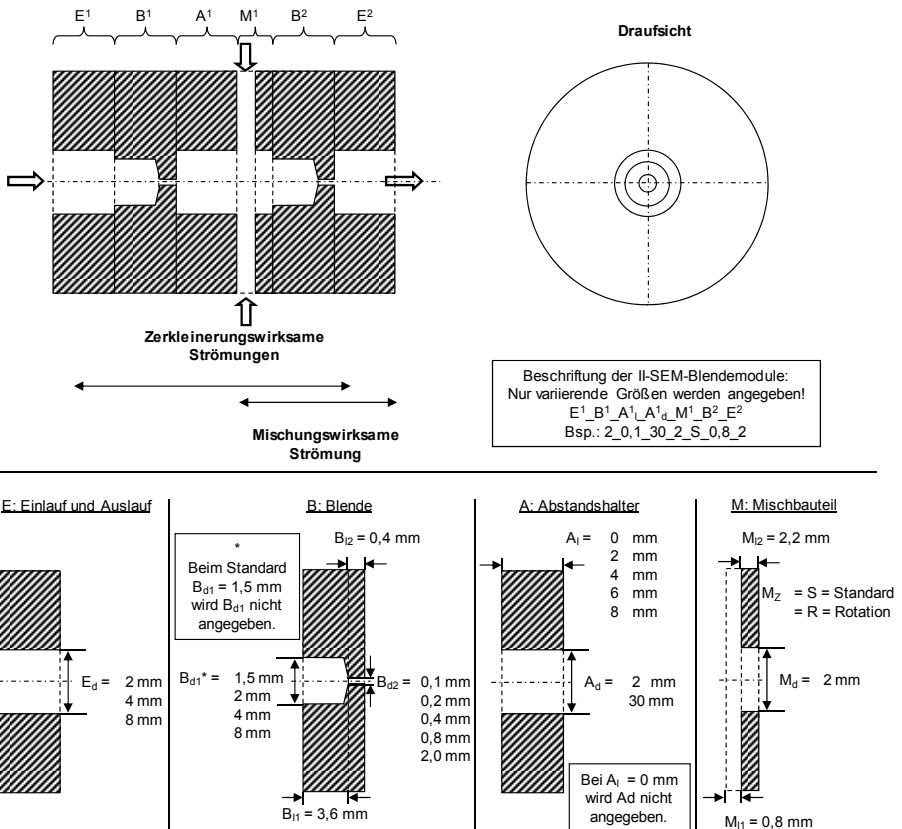 E¹ B¹ A¹ M¹ B² E²
Draufsicht
Zerkleinerungswirksame
Strömungen
Mischungswirksame
Strömung
Beschriftung der II-SEM-Blendemodule:
Nur variierende Größen werden angegeben!
E¹_B¹_A¹ₗ_A¹d_M¹_B²_E²
Bsp.: 2_0,1_30_2_S_0,8_2
E: Einlauf und Auslauf
Ed = 2 mm
4 mm
8 mm
B: Blende
*
Beim Standard
Bd1 = 1,5 mm
wird Bd1 nicht
angegeben.
Bl2 = 0,4 mm
Bd1* = 1,5 mm
2 mm
4 mm
8 mm
Bd2 = 0,1 mm
0,2 mm
0,4 mm
0,8 mm
2,0 mm
Bl1 = 3,6 mm
A: Abstandshalter
Al = 0 mm
2 mm
4 mm
6 mm
8 mm
Ad = 2 mm
30 mm
Bei Al = 0 mm
wird Ad nicht
angegeben.
M: Mischbauteil
Ml2 = 2,2 mm
MZ = S = Standard
= R = Rotation
Md = 2 mm
Ml1 = 0,8 mm